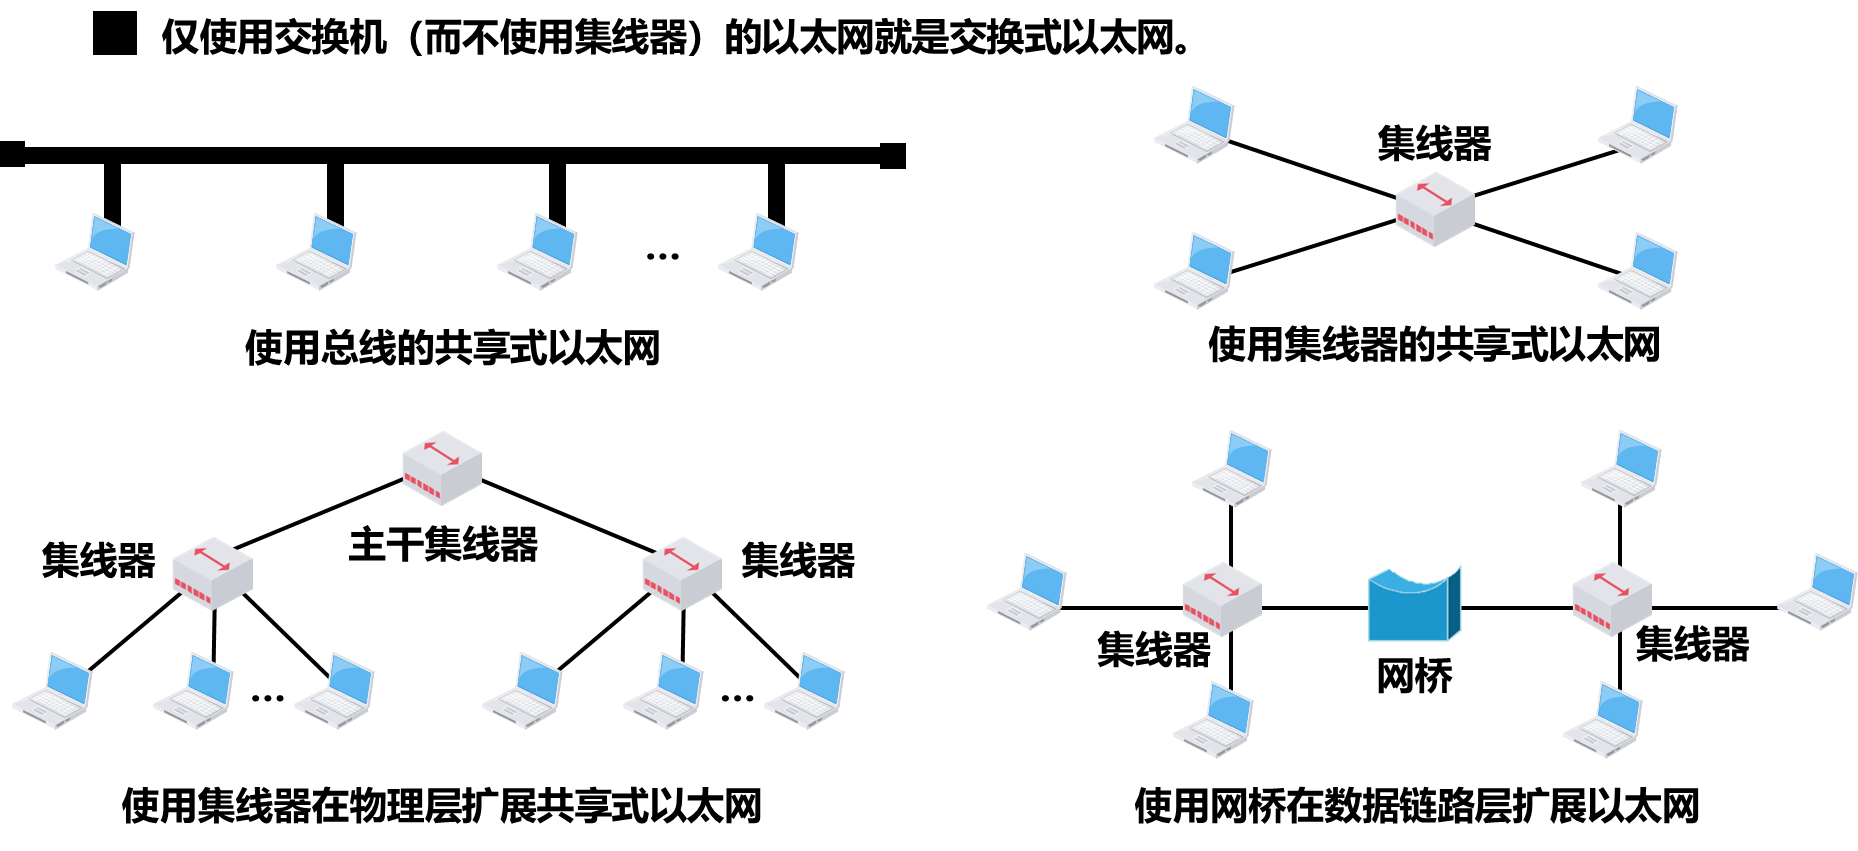 仅使用交换机（而不使用集线器）的以太网就是交换式以太网。
...
使用总线的共享式以太网
集线器
使用集线器的共享式以太网
主干集线器
集线器
集线器
...
...
使用集线器在物理层扩展共享式以太网
集线器
网桥
集线器
使用网桥在数据链路层扩展以太网